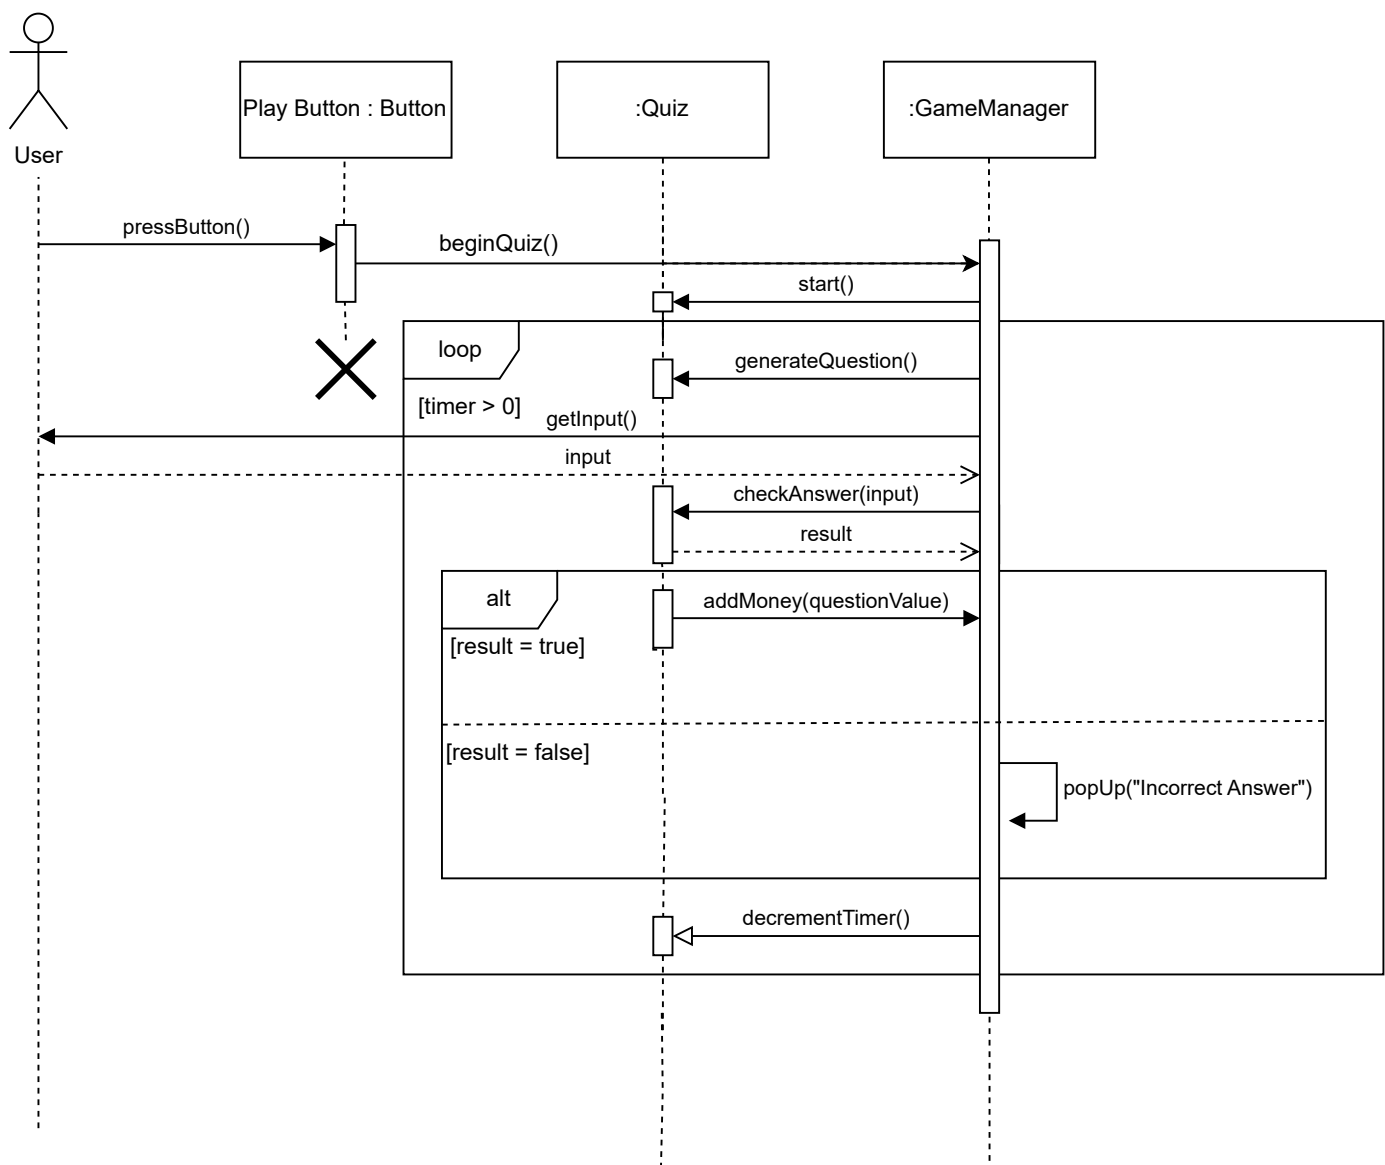 User
Play Button : Button
:Quiz
:GameManager
pressButton()
beginQuiz()
start()
loop
[timer > 0]
generateQuestion()
getInput()
input
checkAnswer(input)
result
alt
[result = true]
addMoney(questionValue)
[result = false]
popUp("Incorrect Answer")
decrementTimer()